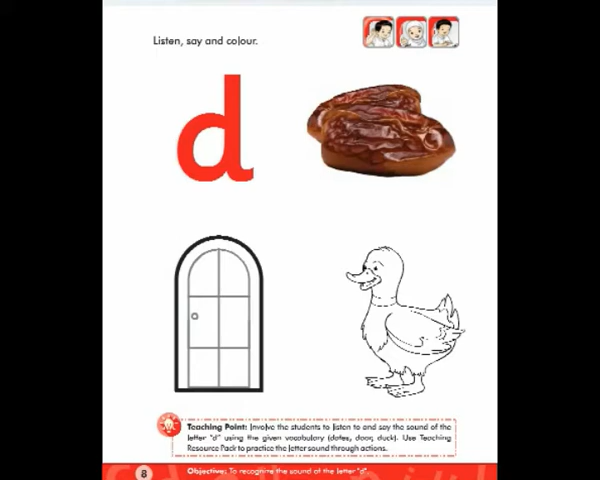 Listen, say and colour.
d
Teaching Point: Involve the students to listen to and say the sound of the
letter "d" using the given vocabulary (dates, door, duck). Use Teaching
Resource Pack to practice the letter sound through actions.
8
Objective: To recognize the sound of the letter "d".